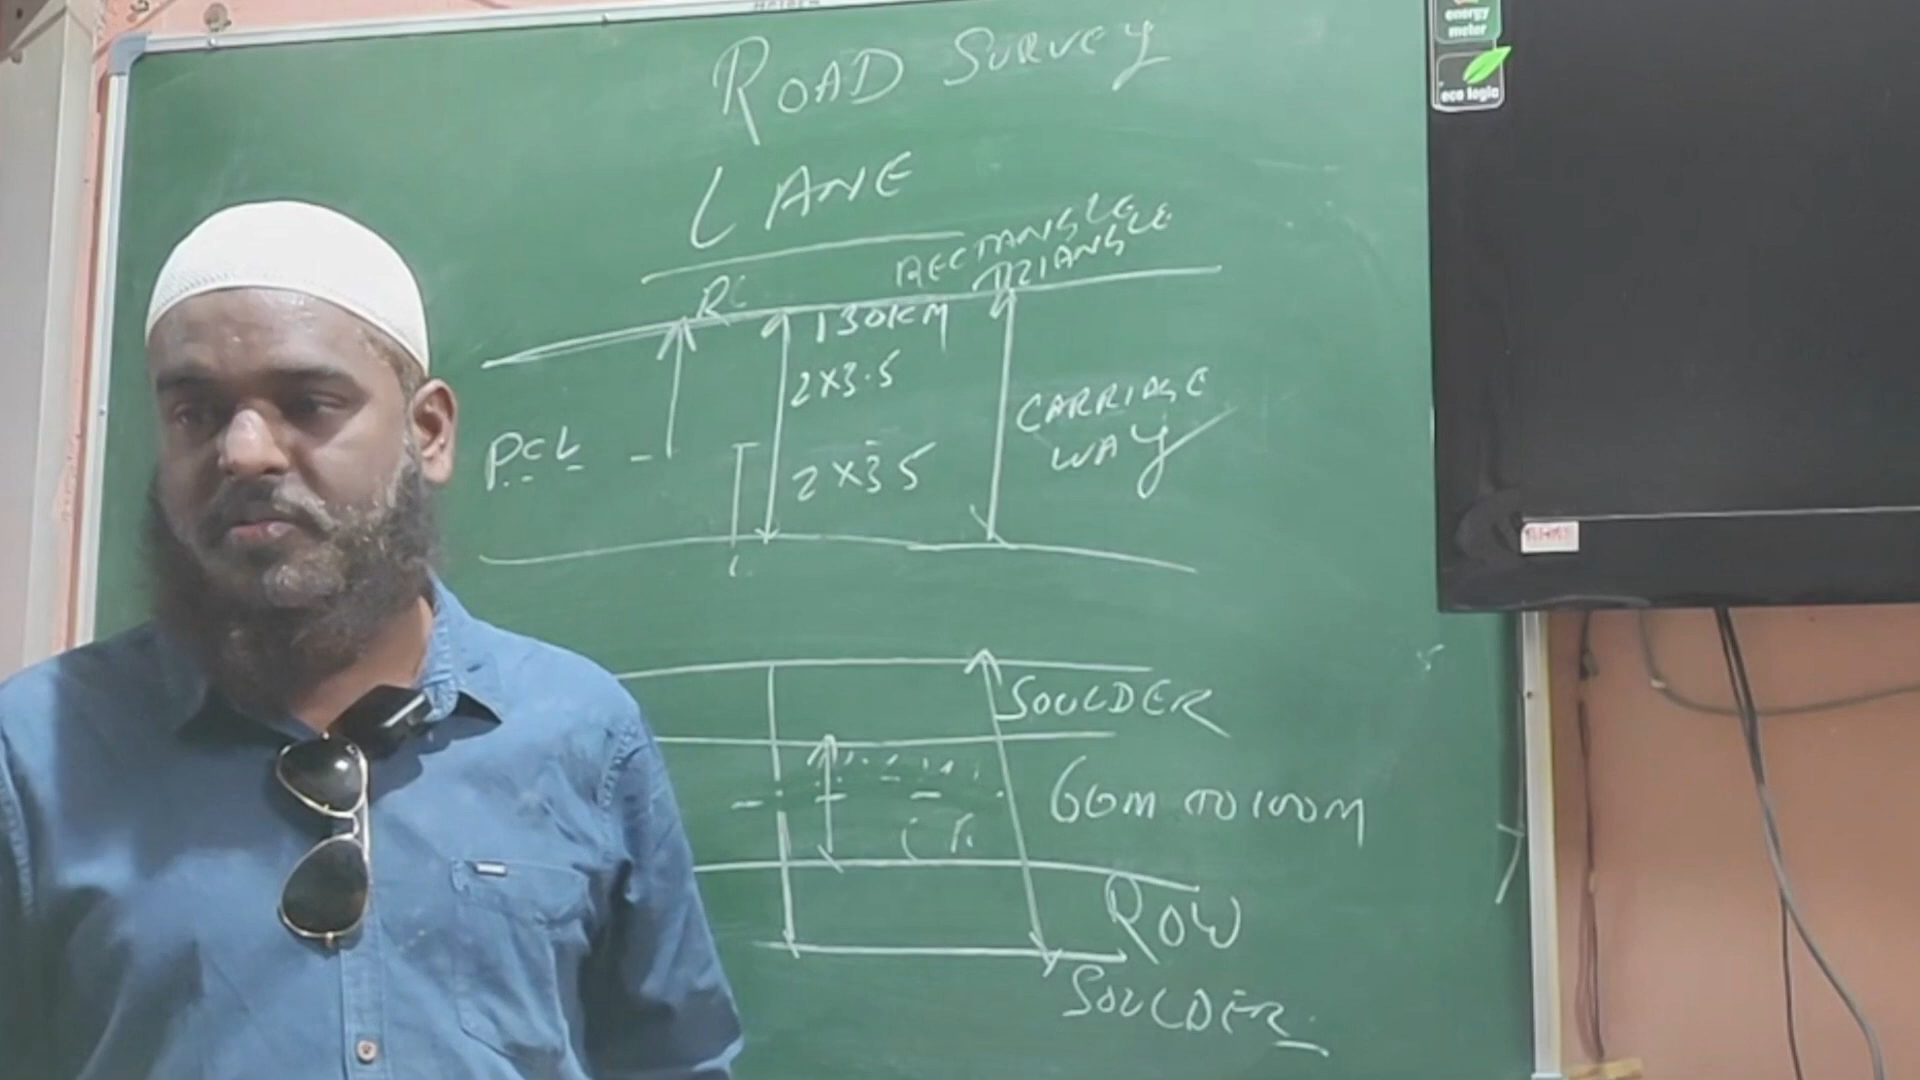 energy
meter
eco logic
ROAD SURVEY
LANE
RECTANGLE
TRIANGLE
130KM
2X3.5
CARRIAGE
WAY
PCL
2X3.5
SOULDER
60M TO 100M
ROW
SOULDER